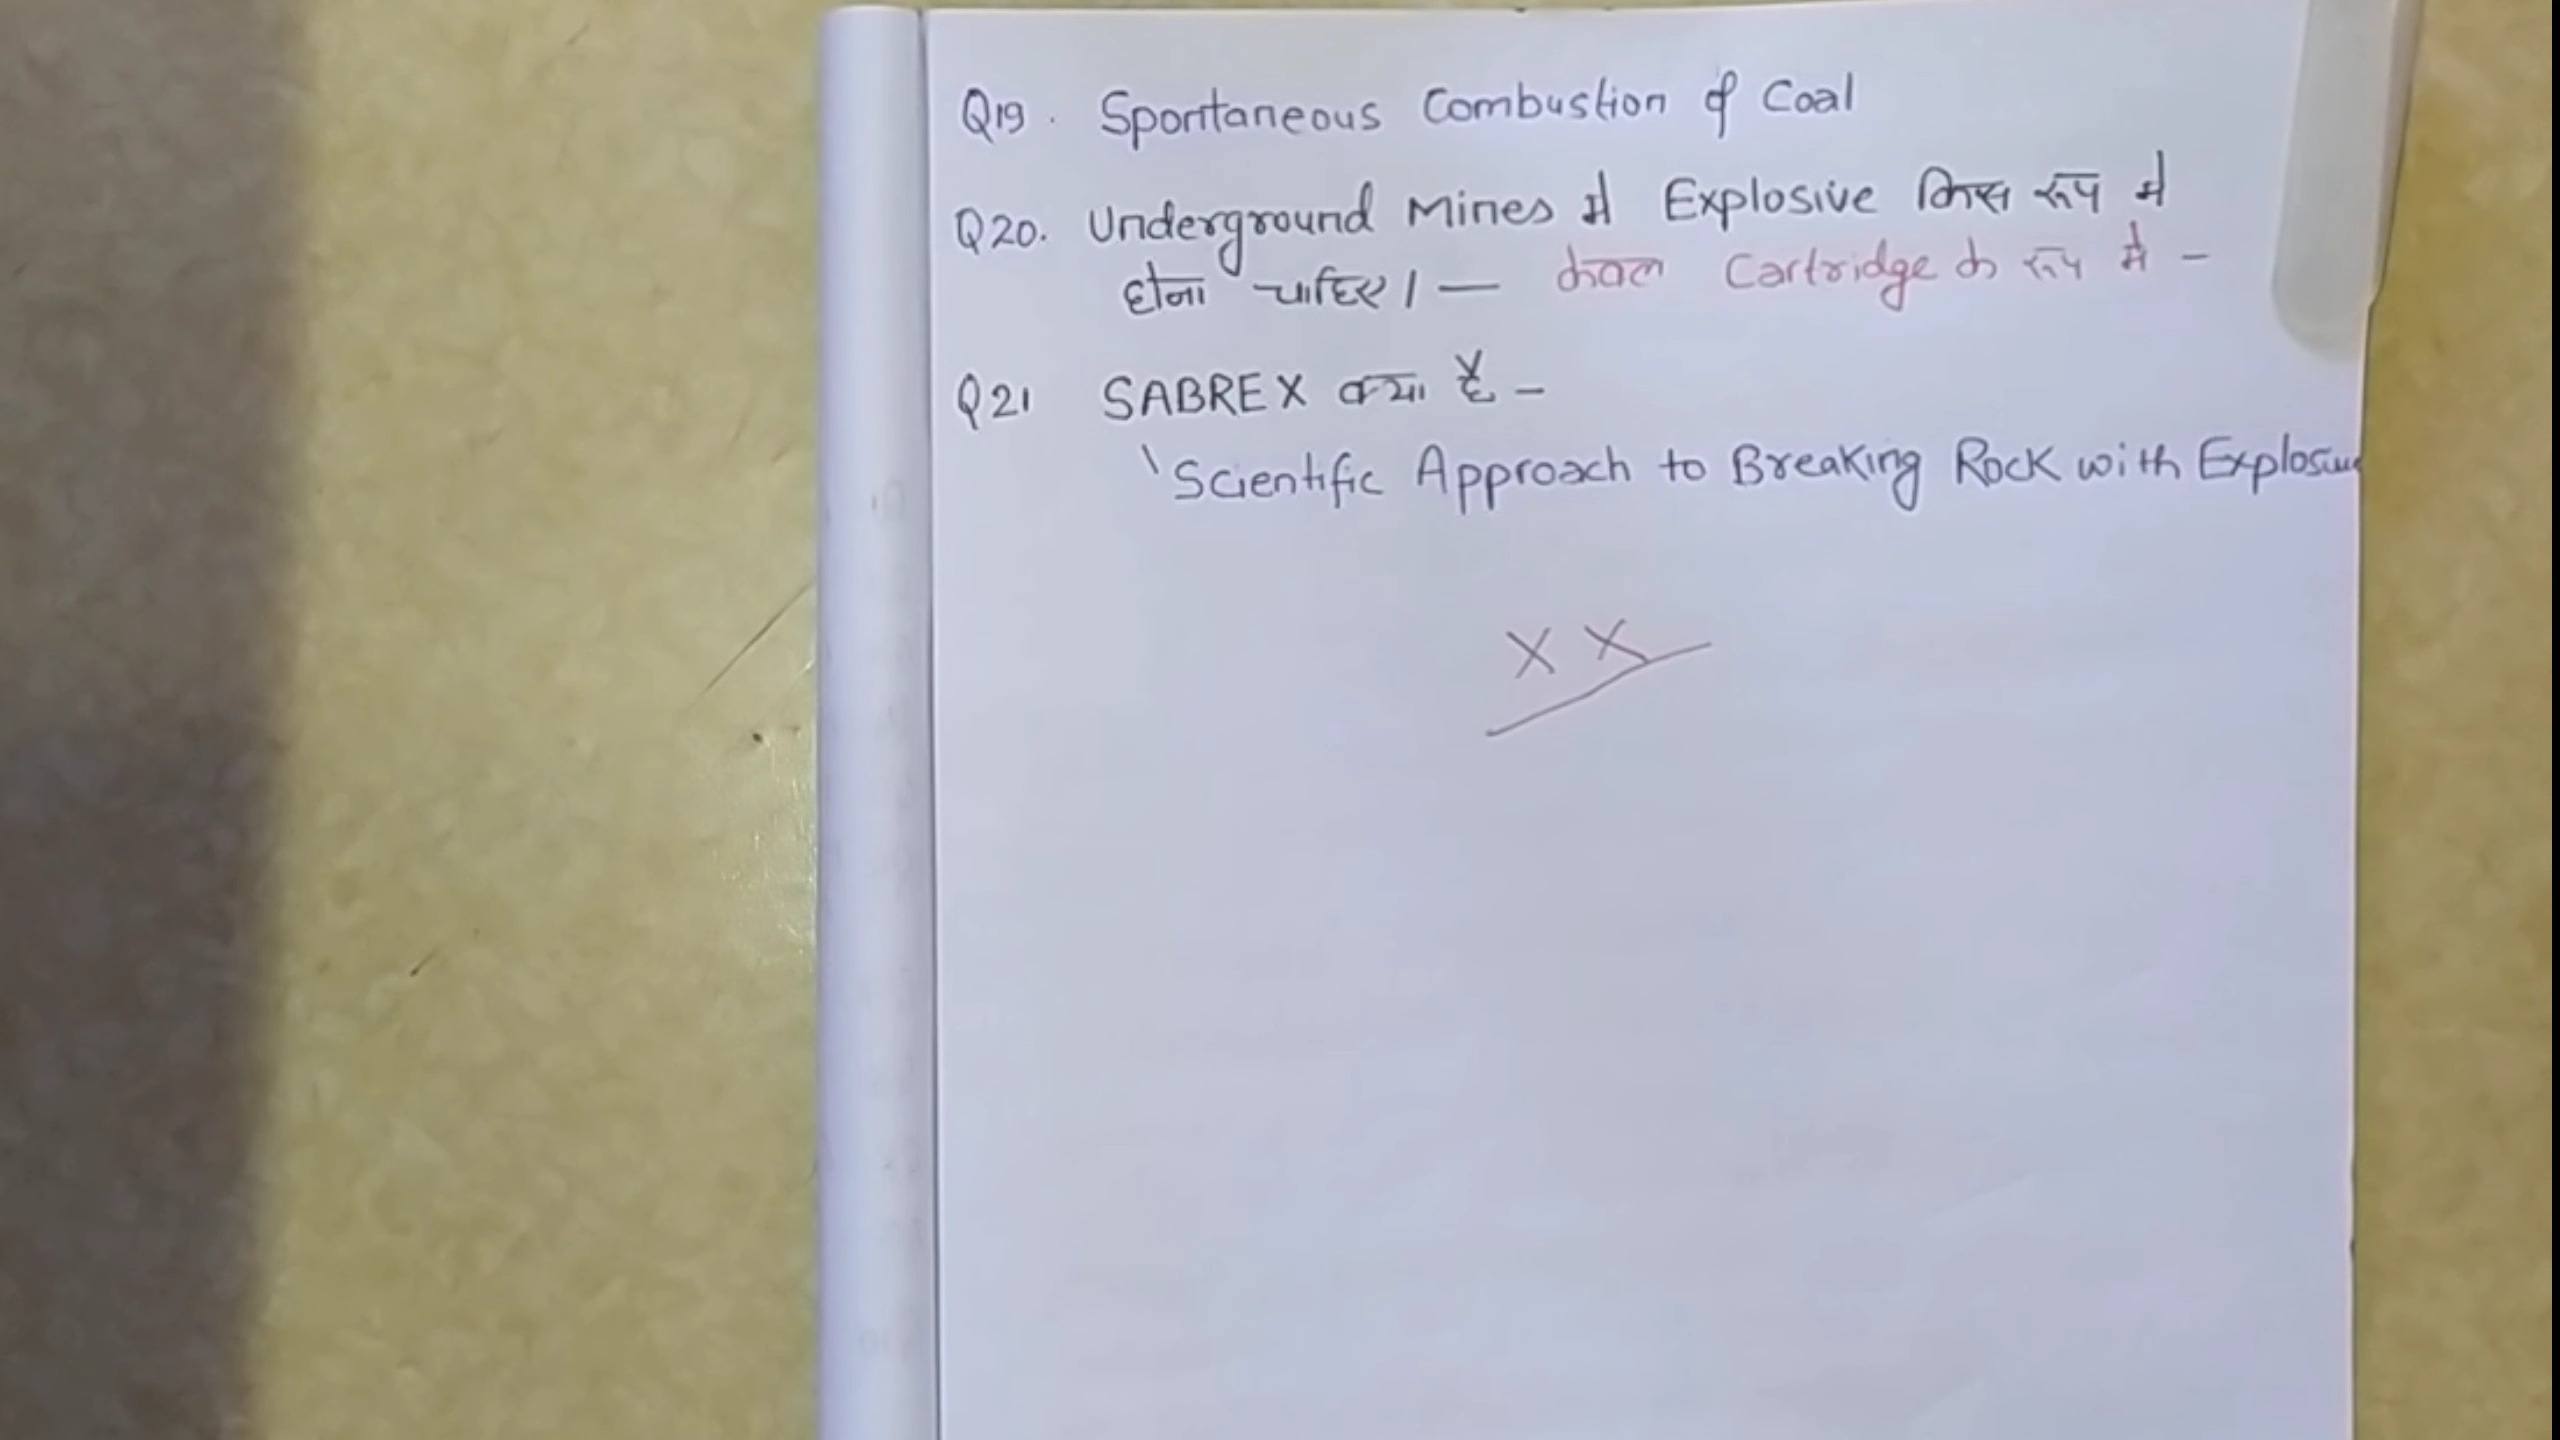 Q19. Spontaneous Combustion of Coal
Q20. Underground Mines में Explosive किस रूप में
होना चाहिए। — केवल Cartridge के रूप में -
Q21 SABREX क्या है -
'Scientific Approach to Breaking Rock with Explosive
X X